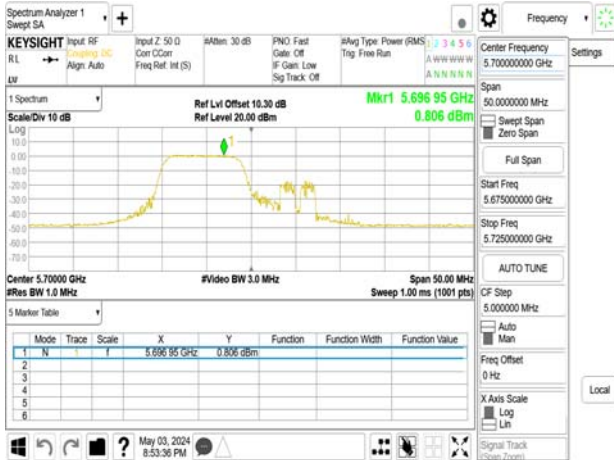 Spectrum Analyzer 1
Swept SA
+
Frequency
KEYSIGHT
RL
Input: RF
Coupling: DC
Align: Auto
Input Z: 50 Ω
Corr CCorr
Freq Ref: Int (S)
#Atten: 30 dB
PNO: Fast
Gate: Off
IF Gain: Low
Sig Track: Off
#Avg Type: Power (RMS
Trig: Free Run
1 2 3 4 5 6
A W W W W W
A N N N N N
1 Spectrum
Scale/Div 10 dB
Ref Lvl Offset 10.30 dB
Ref Level 20.00 dBm
Mkr1 5.696 95 GHz
0.806 dBm
Log
10.0
0.00
-10.0
-20.0
-30.0
-40.0
-50.0
-60.0
-70.0
1
Center 5.70000 GHz
#Res BW 1.0 MHz
#Video BW 3.0 MHz
Span 50.00 MHz
Sweep 1.00 ms (1001 pts)
5 Marker Table
Mode Trace Scale X Y Function Function Width Function Value
1 N 1 f 5.696 95 GHz 0.806 dBm
2
3
4
5
6
May 03, 2024
8:53:36 PM
Center Frequency
5.700000000 GHz
Span
50.0000000 MHz
Swept Span
Zero Span
Full Span
Start Freq
5.675000000 GHz
Stop Freq
5.725000000 GHz
AUTO TUNE
CF Step
5.000000 MHz
Auto
Man
Freq Offset
0 Hz
X Axis Scale
Log
Lin
Signal Track
(Span Zoom)
Settings
Local